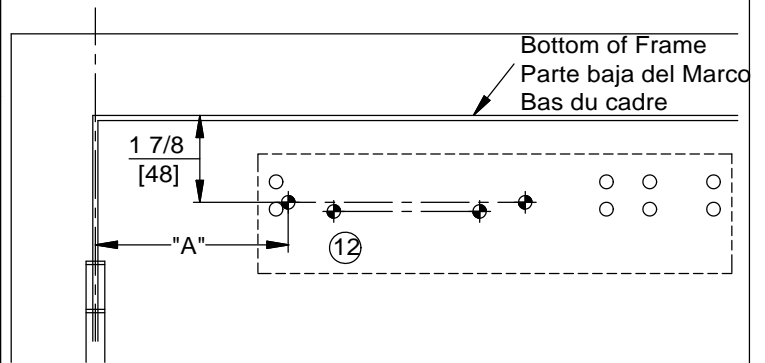 Bottom of Frame
Parte baja del Marco
Bas du cadre
1 7/8
[48]
"A"
12